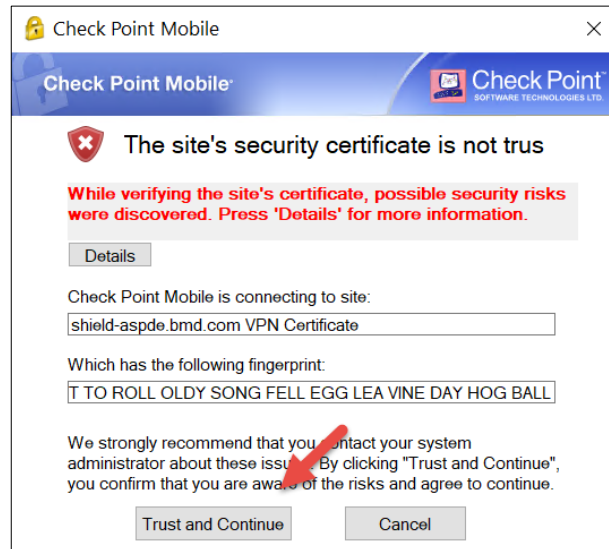 Check Point Mobile
Check Point Mobile
Check Point
SOFTWARE TECHNOLOGIES LTD.
The site's security certificate is not trus
While verifying the site's certificate, possible security risks
were discovered. Press 'Details' for more information.
Details
Check Point Mobile is connecting to site:
shield-aspde.bmd.com VPN Certificate
Which has the following fingerprint:
T TO ROLL OLDY SONG FELL EGG LEA VINE DAY HOG BALL
We strongly recommend that you contact your system
administrator about these By clicking "Trust and Continue",
you confirm that you are aware of the risks and agree to continue.
Trust and Continue
Cancel